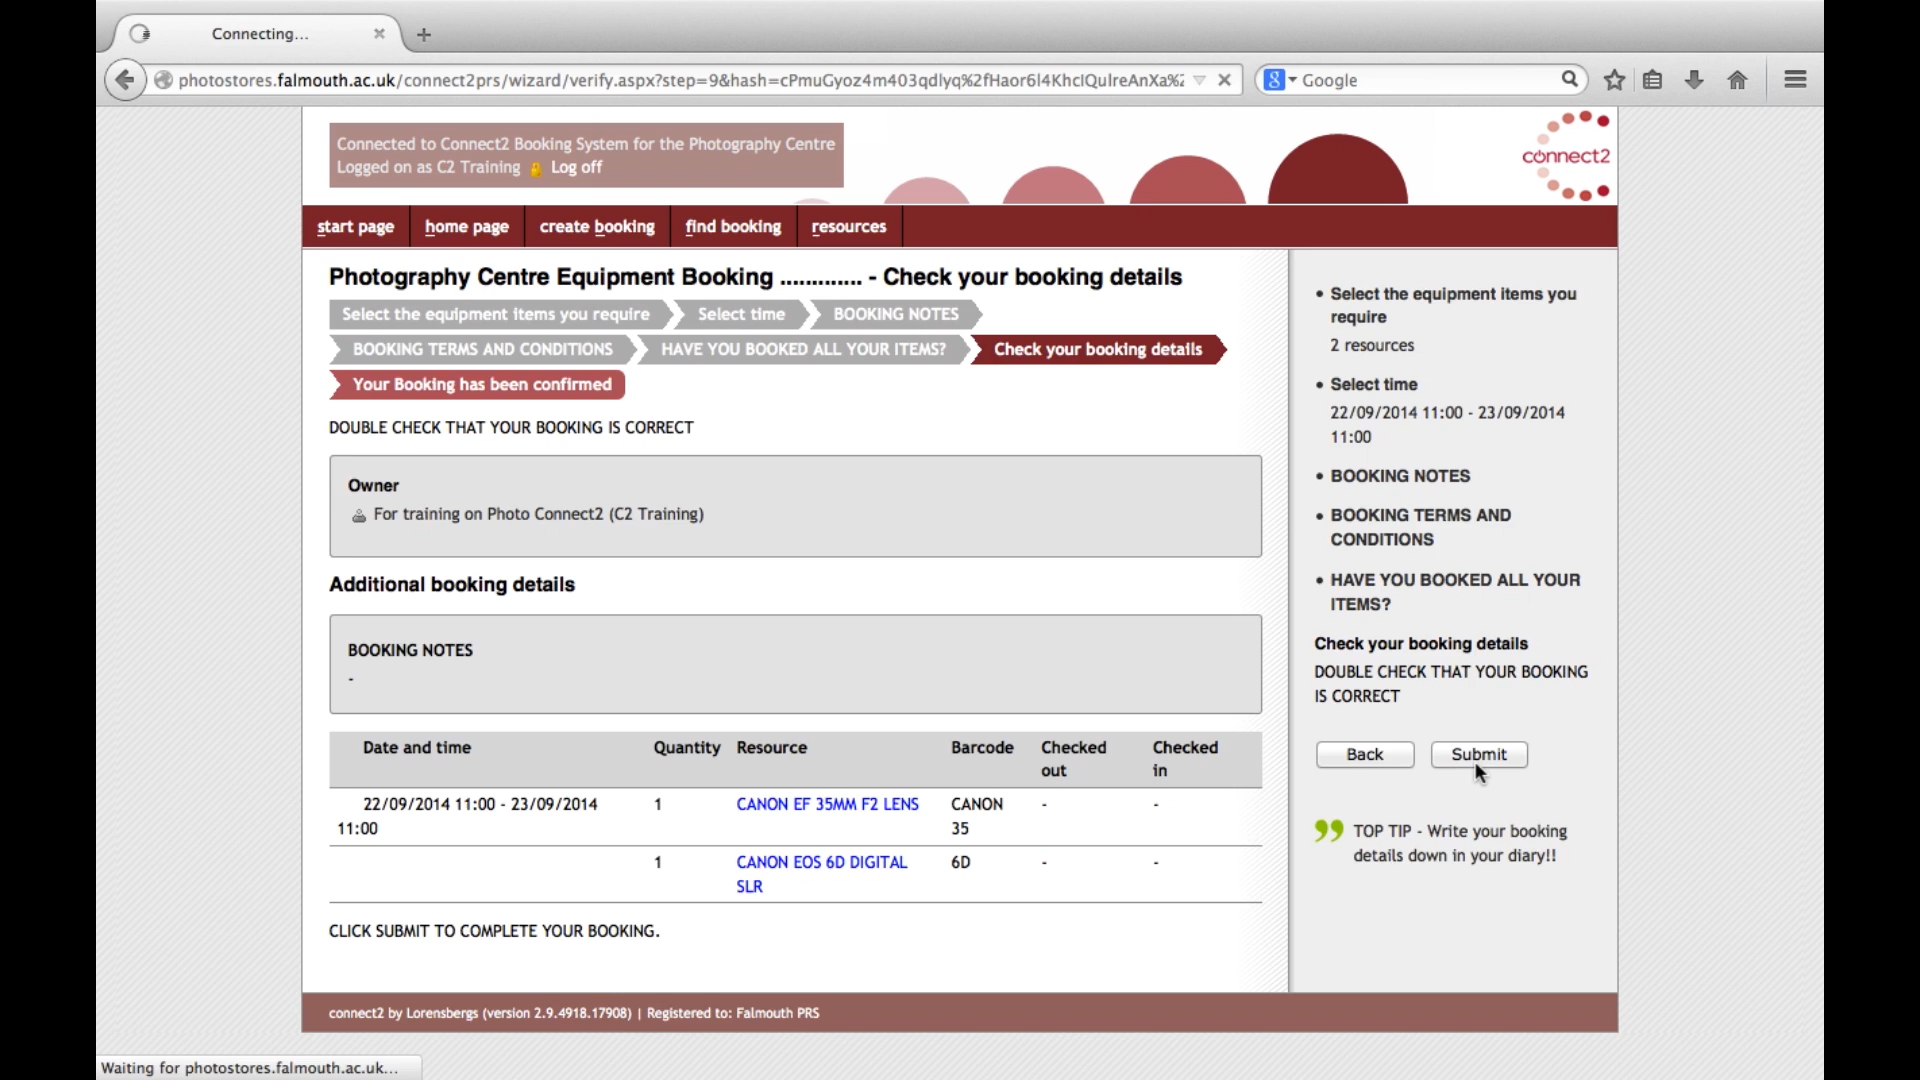 Connecting...
photostores.falmouth.ac.uk/connect2prs/wizard/verify.aspx?step=9&hash=cPmuGyoz4m403qdlyq%2fHaor6l4KhclQulreAnXa%2
Google
Connected to Connect2 Booking System for the Photography Centre
Logged on as C2 Training Log off
connect2
start page home page create booking find booking resources
Photography Centre Equipment Booking ............. - Check your booking details
Select the equipment items you require Select time BOOKING NOTES
BOOKING TERMS AND CONDITIONS HAVE YOU BOOKED ALL YOUR ITEMS? Check your booking details
Your Booking has been confirmed
DOUBLE CHECK THAT YOUR BOOKING IS CORRECT
Owner
For training on Photo Connect2 (C2 Training)
Additional booking details
BOOKING NOTES
-
Date and time Quantity Resource Barcode Checked out Checked in
22/09/2014 11:00 - 23/09/2014 11:00 1 CANON EF 35MM F2 LENS CANON 35 - -
1 CANON EOS 6D DIGITAL SLR 6D - -
CLICK SUBMIT TO COMPLETE YOUR BOOKING.
• Select the equipment items you
require
2 resources
• Select time
22/09/2014 11:00 - 23/09/2014
11:00
• BOOKING NOTES
• BOOKING TERMS AND
CONDITIONS
• HAVE YOU BOOKED ALL YOUR
ITEMS?
Check your booking details
DOUBLE CHECK THAT YOUR BOOKING
IS CORRECT
Back Submit
TOP TIP - Write your booking
details down in your diary!!
connect2 by Lorensbergs (version 2.9.4918.17908) | Registered to: Falmouth PRS
Waiting for photostores.falmouth.ac.uk...